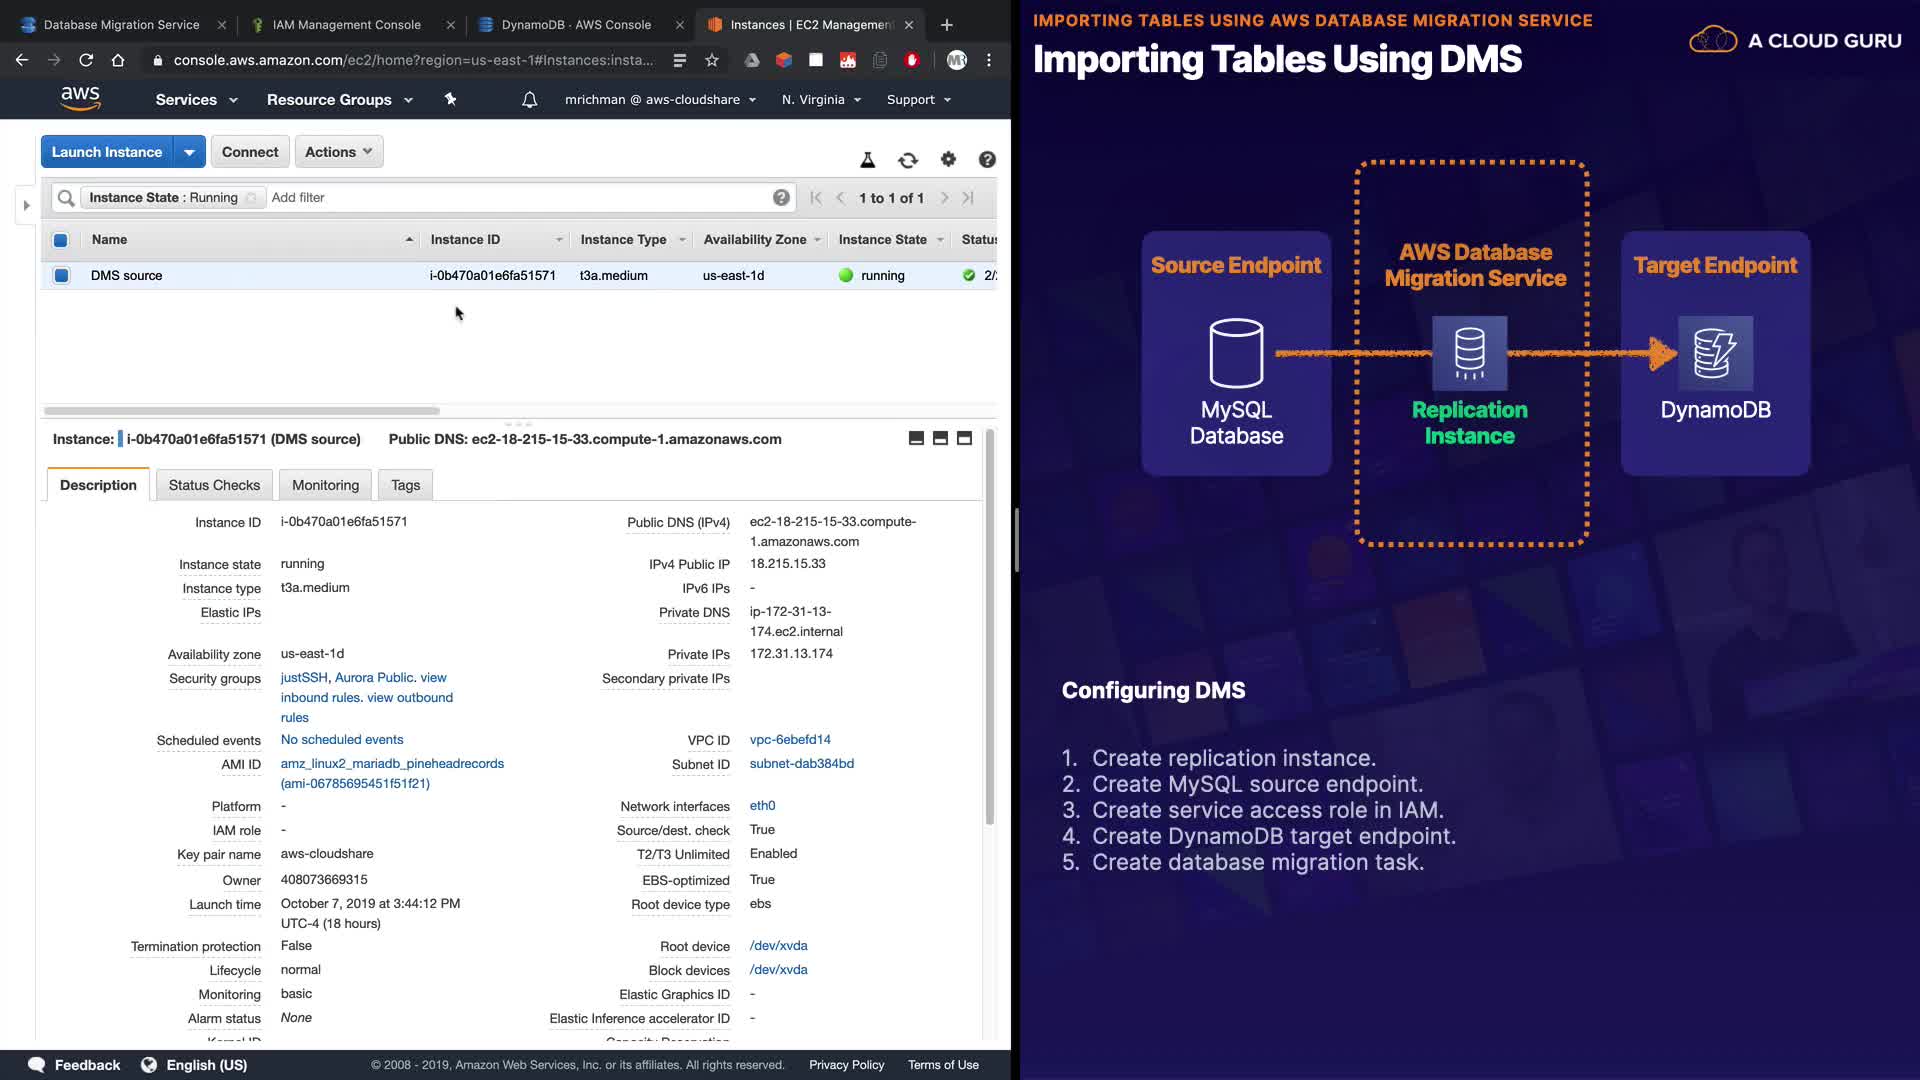 Database Migration Service
IAM Management Console
DynamoDB · AWS Console
Instances | EC2 Management
console.aws.amazon.com/ec2/home?region=us-east-1#Instances:insta...
MR
aws
Services
Resource Groups
mrichman @ aws-cloudshare
N. Virginia
Support
Launch Instance
Connect
Actions
Instance State : Running
Add filter
1 to 1 of 1
Name
Instance ID
Instance Type
Availability Zone
Instance State
Status
DMS source
i-0b470a01e6fa51571
t3a.medium
us-east-1d
running
2/
Instance: i-0b470a01e6fa51571 (DMS source)
Public DNS: ec2-18-215-15-33.compute-1.amazonaws.com
Description
Status Checks
Monitoring
Tags
Instance ID
i-0b470a01e6fa51571
Instance state
running
Instance type
t3a.medium
Elastic IPs
Availability zone
us-east-1d
Security groups
justSSH, Aurora Public. view
inbound rules. view outbound
rules
Scheduled events
No scheduled events
AMI ID
amz_linux2_mariadb_pineheadrecords
(ami-06785695451f51f21)
Platform
-
IAM role
-
Key pair name
aws-cloudshare
Owner
408073669315
Launch time
October 7, 2019 at 3:44:12 PM
UTC-4 (18 hours)
Termination protection
False
Lifecycle
normal
Monitoring
basic
Alarm status
None
Public DNS (IPv4)
ec2-18-215-15-33.compute-
1.amazonaws.com
IPv4 Public IP
18.215.15.33
IPv6 IPs
-
Private DNS
ip-172-31-13-
174.ec2.internal
Private IPs
172.31.13.174
Secondary private IPs
VPC ID
vpc-6ebefd14
Subnet ID
subnet-dab384bd
Network interfaces
eth0
Source/dest. check
True
T2/T3 Unlimited
Enabled
EBS-optimized
True
Root device type
ebs
Root device
/dev/xvda
Block devices
/dev/xvda
Elastic Graphics ID
-
Elastic Inference accelerator ID
-
Feedback
English (US)
© 2008 - 2019, Amazon Web Services, Inc. or its affiliates. All rights reserved.
Privacy Policy
Terms of Use
IMPORTING TABLES USING AWS DATABASE MIGRATION SERVICE
Importing Tables Using DMS
A CLOUD GURU
Source Endpoint
MySQL
Database
AWS Database
Migration Service
Replication
Instance
Target Endpoint
DynamoDB
Configuring DMS
1. Create replication instance.
2. Create MySQL source endpoint.
3. Create service access role in IAM.
4. Create DynamoDB target endpoint.
5. Create database migration task.